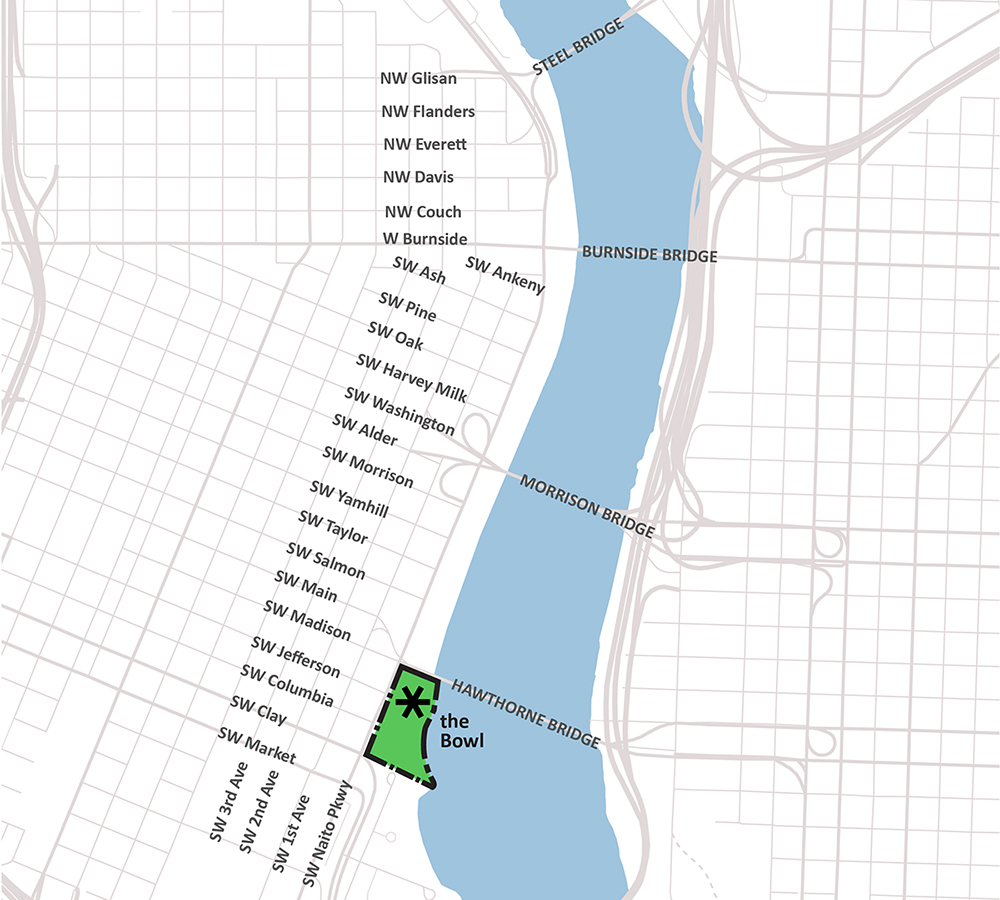 STEEL BRIDGE
NW Glisan
NW Flanders
NW Everett
NW Davis
NW Couch
W Burnside
BURNSIDE BRIDGE
SW Ash
SW Ankeny
SW Pine
SW Oak
SW Harvey Milk
SW Washington
SW Alder
SW Morrison
MORRISON BRIDGE
SW Yamhill
SW Taylor
SW Salmon
SW Main
SW Madison
SW Jefferson
SW Columbia
HAWTHORNE BRIDGE
SW Clay
the
Bowl
SW Market
SW 3rd Ave
SW 2nd Ave
SW 1st Ave
SW Naito Pkwy